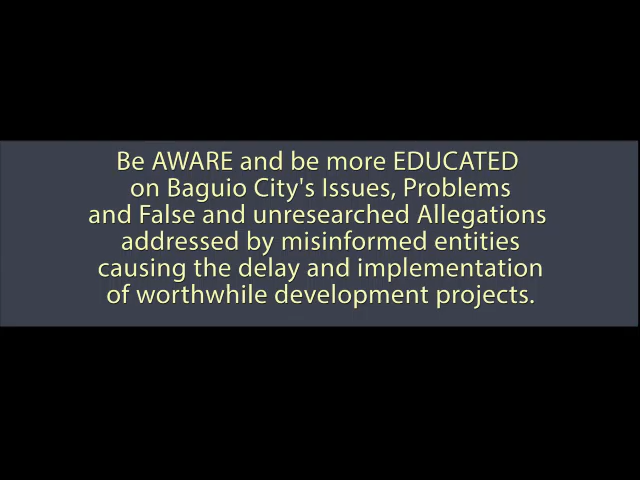 Be AWARE and be more EDUCATED
on Baguio City's Issues, Problems
and False and unresearched Allegations
addressed by misinformed entities
causing the delay and implementation
of worthwhile development projects.